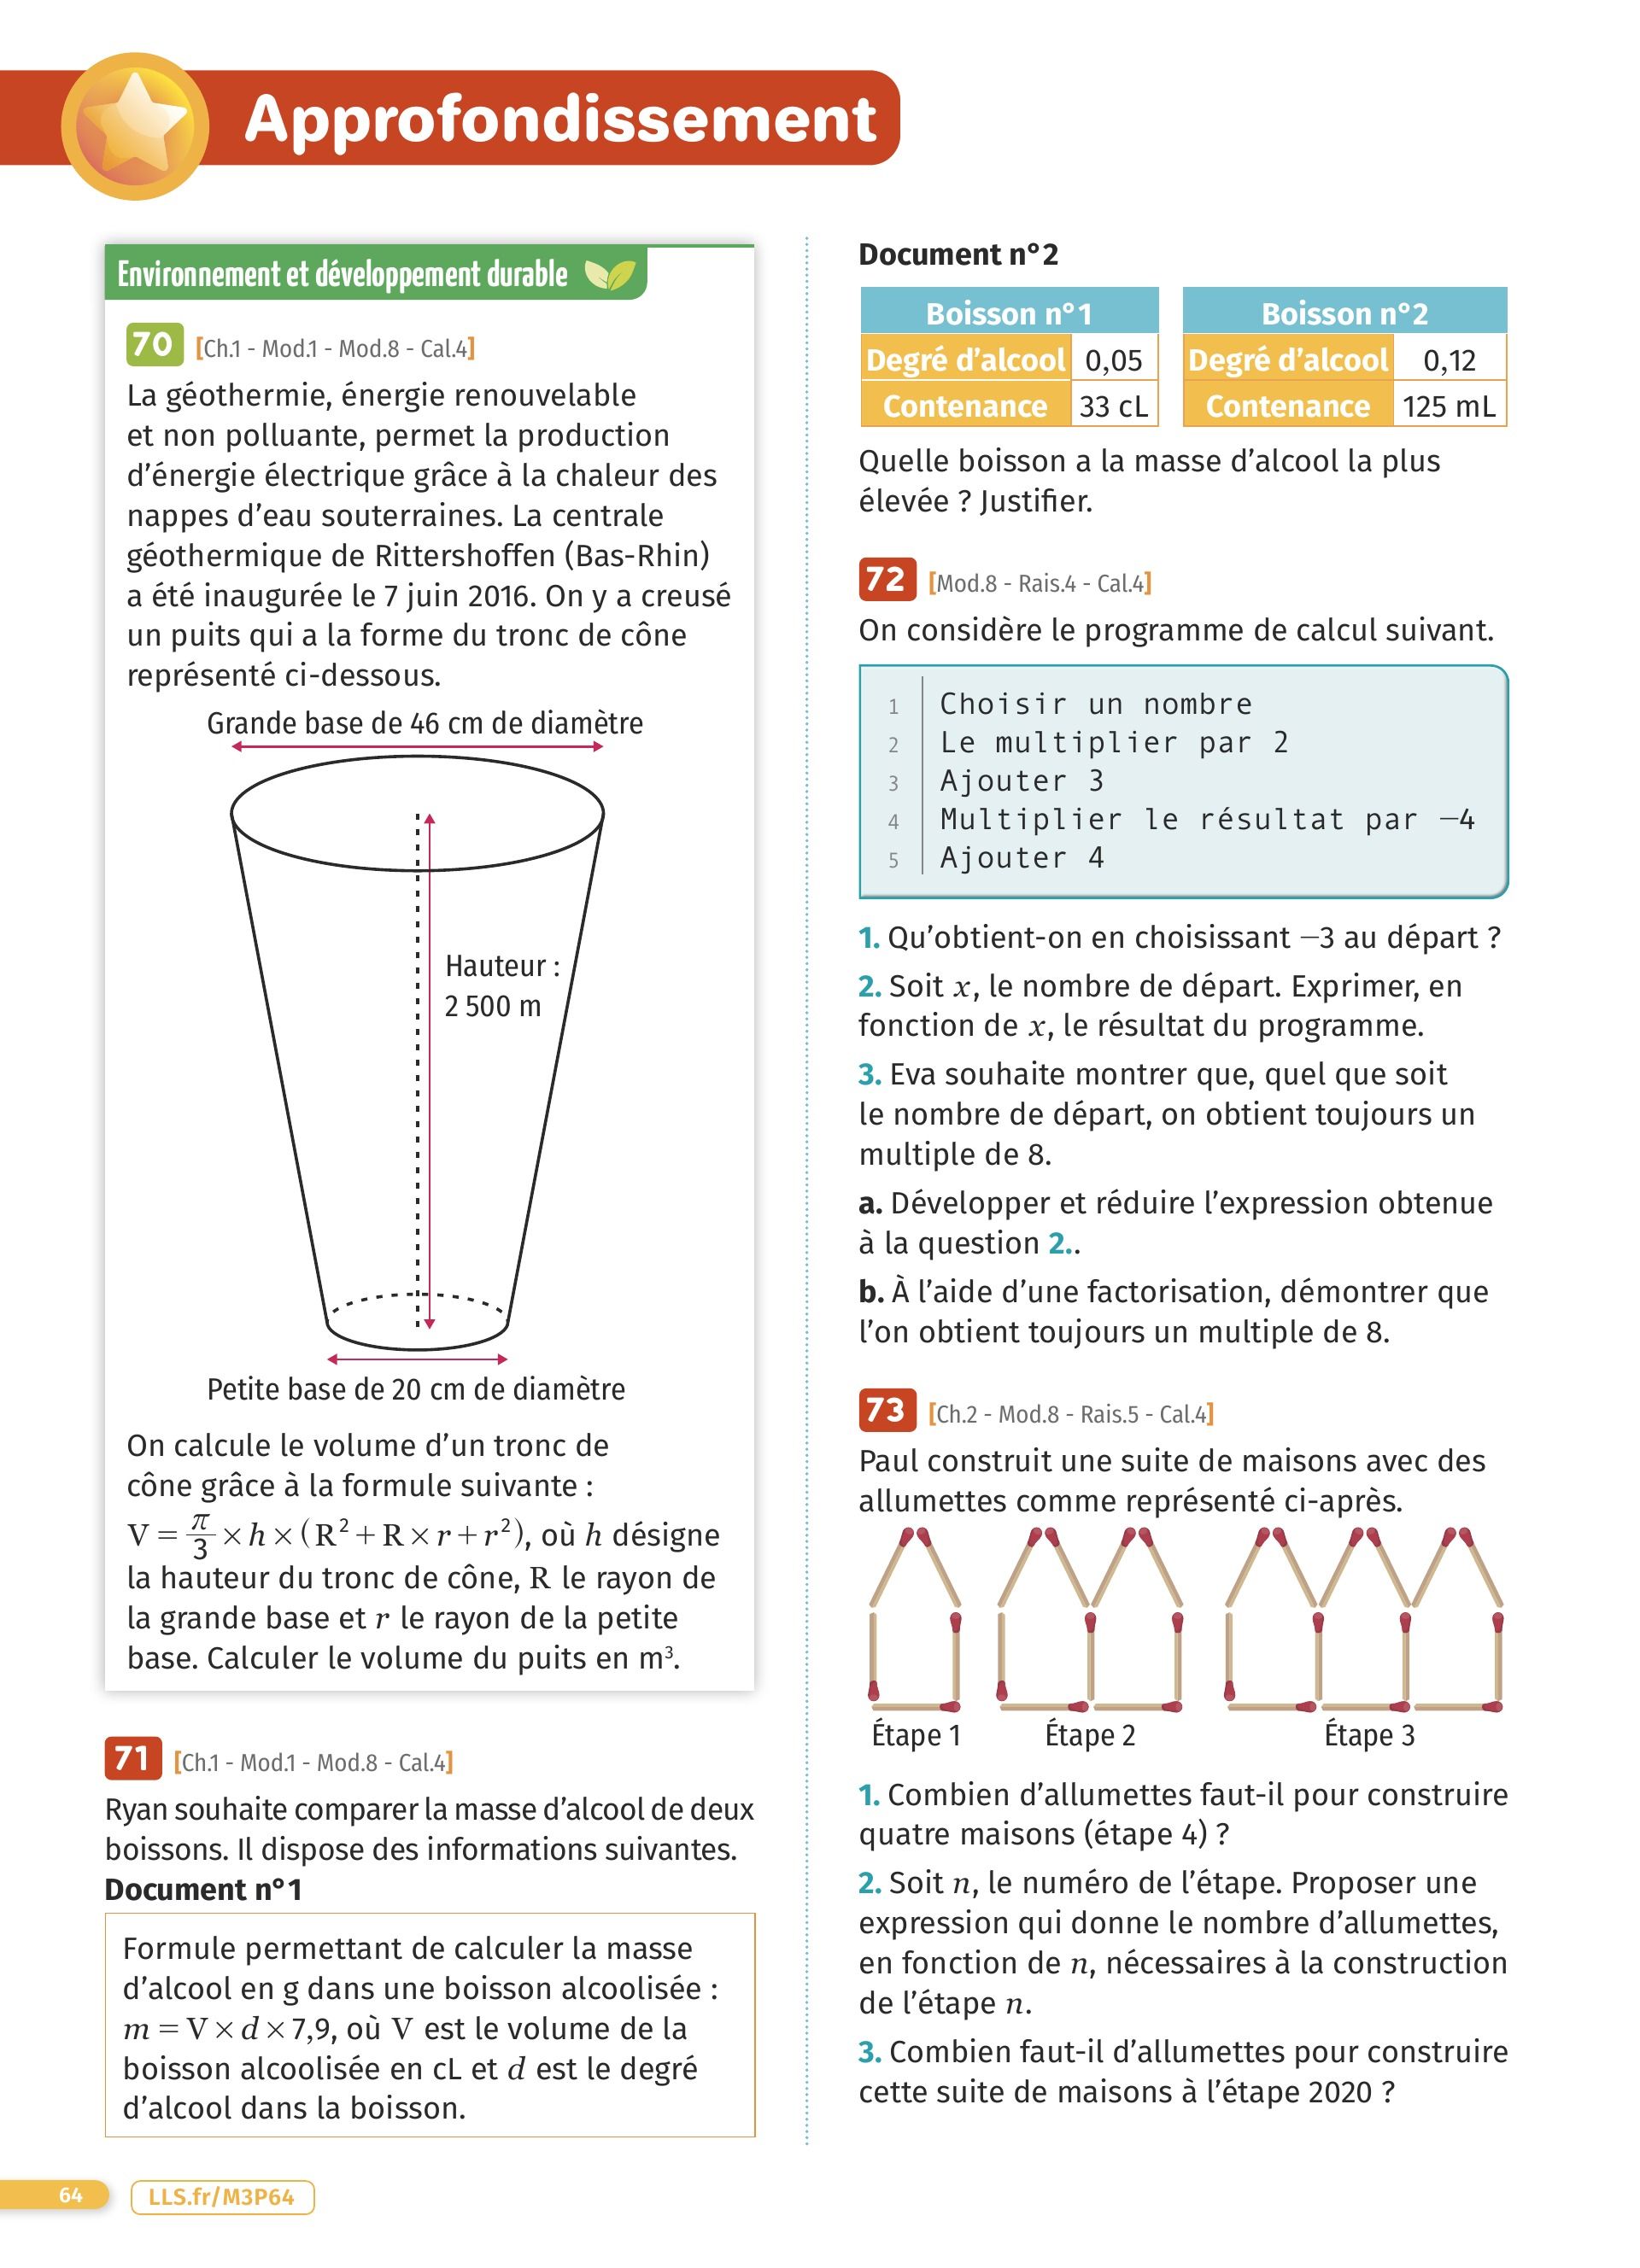 Approfondissement
Environnement et développement durable
70 [Ch.1 - Mod.1 - Mod.8 - Cal.4]
La géothermie, énergie renouvelable
et non polluante, permet la production
d’énergie électrique grâce à la chaleur des
nappes d’eau souterraines. La centrale
géothermique de Rittershoffen (Bas-Rhin)
a été inaugurée le 7 juin 2016. On y a creusé
un puits qui a la forme du tronc de cône
représenté ci-dessous.
Grande base de 46 cm de diamètre
Hauteur :
2 500 m
Petite base de 20 cm de diamètre
On calcule le volume d’un tronc de
cône grâce à la formule suivante :
V = π/3 × h × (R² + R × r + r²), où h désigne
la hauteur du tronc de cône, R le rayon de
la grande base et r le rayon de la petite
base. Calculer le volume du puits en m³.
71 [Ch.1 - Mod.1 - Mod.8 - Cal.4]
Ryan souhaite comparer la masse d’alcool de deux
boissons. Il dispose des informations suivantes.
Document n°1
Formule permettant de calculer la masse
d’alcool en g dans une boisson alcoolisée :
m = V × d × 7,9, où V est le volume de la
boisson alcoolisée en cL et d est le degré
d’alcool dans la boisson.
Document n°2
Boisson n°1
Degré d’alcool 0,05
Contenance 33 cL
Boisson n°2
Degré d’alcool 0,12
Contenance 125 mL
Quelle boisson a la masse d’alcool la plus
élevée ? Justifier.
72 [Mod.8 - Rais.4 - Cal.4]
On considère le programme de calcul suivant.
1 Choisir un nombre
2 Le multiplier par 2
3 Ajouter 3
4 Multiplier le résultat par −4
5 Ajouter 4
1. Qu’obtient-on en choisissant −3 au départ ?
2. Soit x, le nombre de départ. Exprimer, en
fonction de x, le résultat du programme.
3. Eva souhaite montrer que, quel que soit
le nombre de départ, on obtient toujours un
multiple de 8.
a. Développer et réduire l’expression obtenue
à la question 2..
b. À l’aide d’une factorisation, démontrer que
l’on obtient toujours un multiple de 8.
73 [Ch.2 - Mod.8 - Rais.5 - Cal.4]
Paul construit une suite de maisons avec des
allumettes comme représenté ci-après.
Étape 1 Étape 2 Étape 3
1. Combien d’allumettes faut-il pour construire
quatre maisons (étape 4) ?
2. Soit n, le numéro de l’étape. Proposer une
expression qui donne le nombre d’allumettes,
en fonction de n, nécessaires à la construction
de l’étape n.
3. Combien faut-il d’allumettes pour construire
cette suite de maisons à l’étape 2020 ?
64
LLS.fr/M3P64